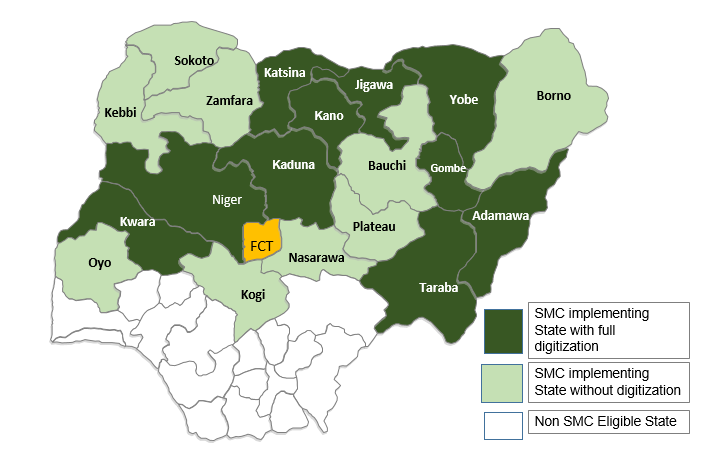 Sokoto
Katsina
Jigawa
Yobe
Borno
Zamfara
Kebbi
Kano
Kaduna
Bauchi
Gombe
Niger
Kwara
Adamawa
Plateau
FCT
Nasarawa
Oyo
Kogi
Taraba
SMC implementing
State with full
digitization
SMC implementing
State without digitization
Non SMC Eligible State